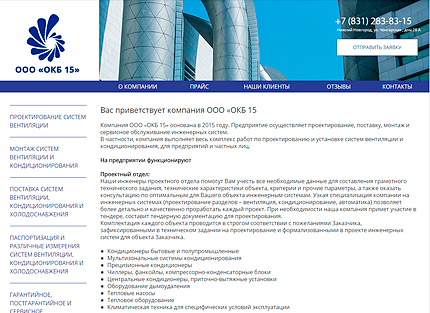 +7 (831) 283-83-15
Нижний Новгород, ул. Чонгарская, дом 28 А
ОТПРАВИТЬ ЗАЯВКУ
ООО «ОКБ 15»
О КОМПАНИИ
ПРАЙС
НАШИ КЛИЕНТЫ
ОТЗЫВЫ
КОНТАКТЫ
ПРОЕКТИРОВАНИЕ СИСТЕМ
ВЕНТИЛЯЦИИ
МОНТАЖ СИСТЕМ
ВЕНТИЛЯЦИИ И
КОНДИЦИОНИРОВАНИЯ
ПОСТАВКА СИСТЕМ
ВЕНТИЛЯЦИИ,
КОНДИЦИОНИРОВАНИЯ И
ХОЛОДОСНАБЖЕНИЯ
ПАСПОРТИЗАЦИЯ И
РАЗЛИЧНЫЕ ИЗМЕРЕНИЯ
СИСТЕМ ВЕНТИЛЯЦИИ,
КОНДИЦИОНИРОВАНИЯ И
ХОЛОДОСНАБЖЕНИЯ
ГАРАНТИЙНОЕ,
ПОСТГАРАНТИЙНОЕ И
СЕРВИСНОЕ
Вас приветствует компания ООО «ОКБ 15
Компания ООО «ОКБ 15» основана в 2015 году. Предприятие осуществляет проектирование, поставку, монтаж и
сервисное обслуживание инженерных систем.
В частности, компания выполняет весь комплекс работ по проектированию и установке систем вентиляции и
кондиционирования, для предприятий и частных лиц.
На предприятии функционируют
Проектный отдел:
Наши инженеры проектного отдела помогут Вам учесть все необходимые данные для составления грамотного
технического задания, технические характеристики объекта, критерии и прочие параметры, а также оказать
консультацию по оптимальным для Вашего объекта инженерным системам. Узкая специализация компании на
инженерных системах (проектирование разделов – вентиляция, кондиционирование, автоматика) позволяет
более детально и качественно проработать каждый проект. При необходимости наша компания примет участие в
тендере, составит тендерную документацию для проектирования.
Комплектация каждого объекта проводится в строгом соответствии с пожеланиями Заказчика,
зафиксированными в техническом задании на проектирование и формализованными в проекте инженерных
систем для объекта Заказчика.
● Кондиционеры бытовые и полупромышленные
● Мультизональные системы кондиционирования
● Прецизионные кондиционеры
● Чиллеры, фанкойлы, компрессорно-конденсаторные блоки
● Центральные кондиционеры, приточно-вытяжные установки
● Оборудование дымоудаления
● Тепловые насосы
● Тепловое оборудование
● Климатическая техника для специфических условий эксплуатации